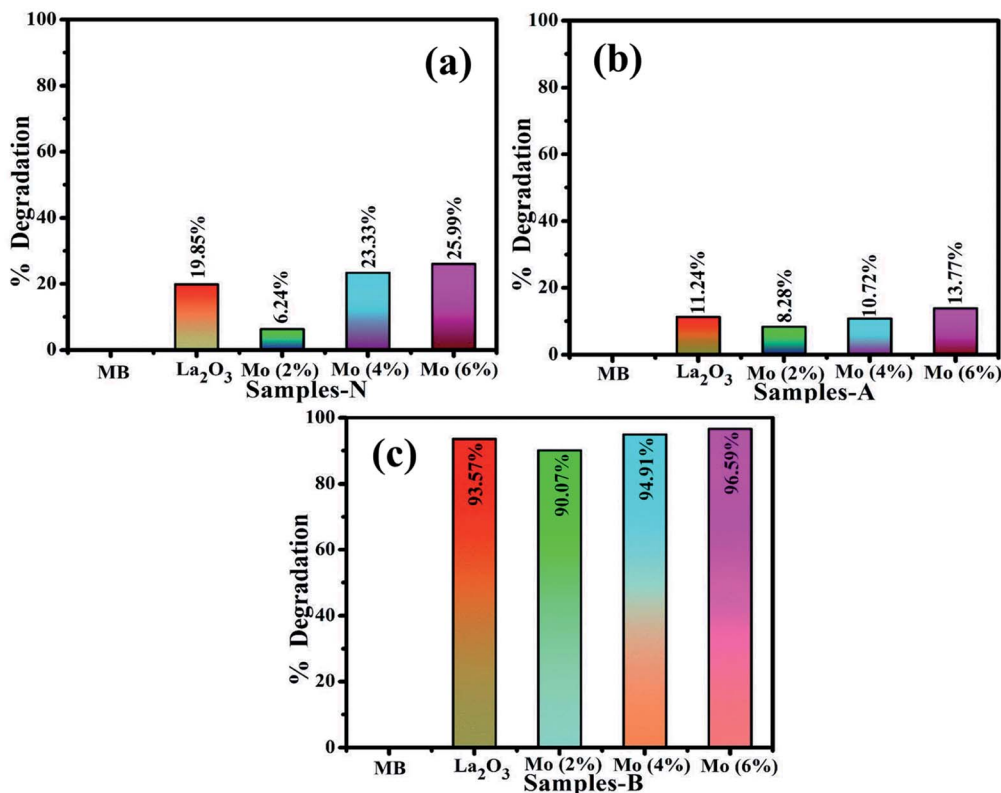 (a)
% Degradation
100
80
60
40
20
0
19.85%
6.24%
23.33%
25.99%
MB La₂O₃ Mo (2%) Mo (4%) Mo (6%)
Samples-N
(b)
% Degradation
100
80
60
40
20
0
11.24%
8.28%
10.72%
13.77%
MB La₂O₃ Mo (2%) Mo (4%) Mo (6%)
Samples-A
(c)
% Degradation
100
80
60
40
20
0
93.57%
90.07%
94.91%
96.59%
MB La₂O₃ Mo (2%) Mo (4%) Mo (6%)
Samples-B